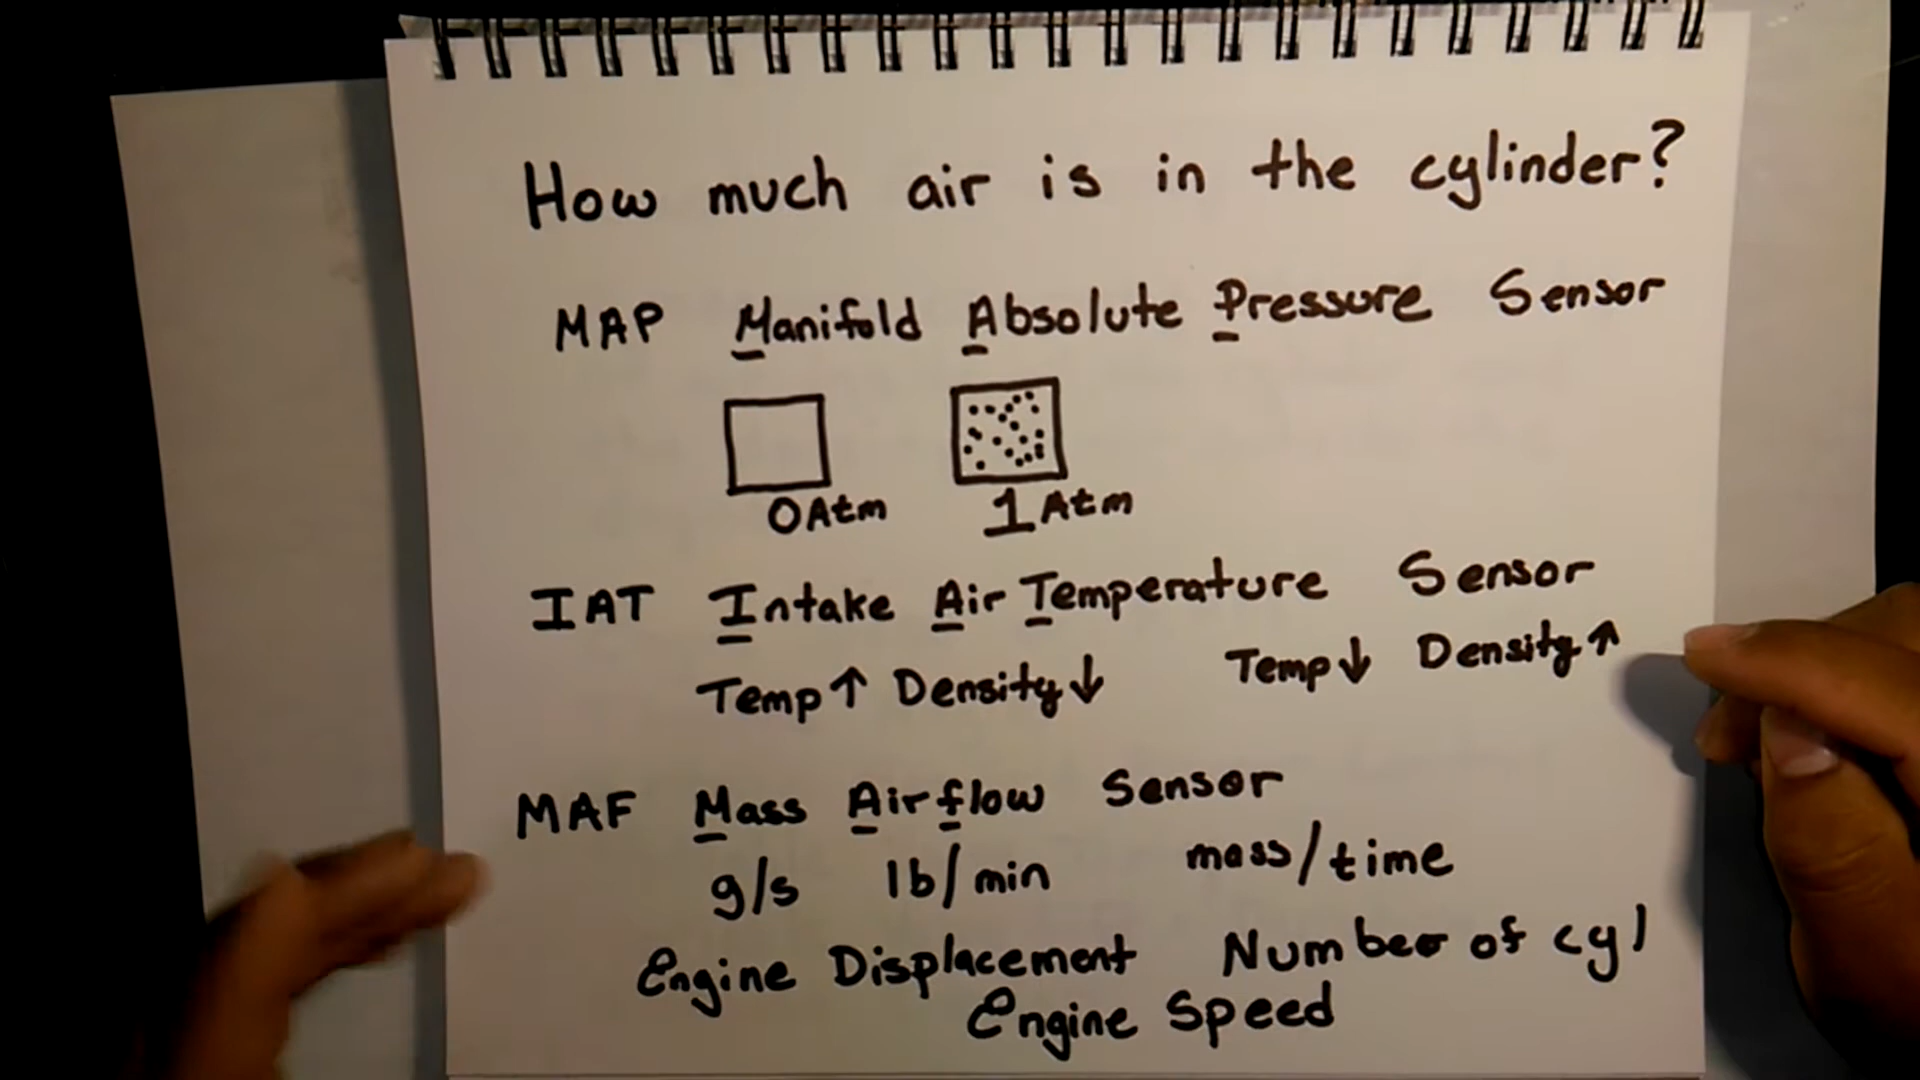 How much air is in the cylinder?
MAP Manifold Absolute Pressure Sensor
0Atm 1Atm
IAT Intake Air Temperature Sensor
Temp↑ Density↓ Temp↓ Density↑
MAF Mass Airflow Sensor
g/s lb/min mass/time
Engine Displacement Number of cyl
Engine Speed